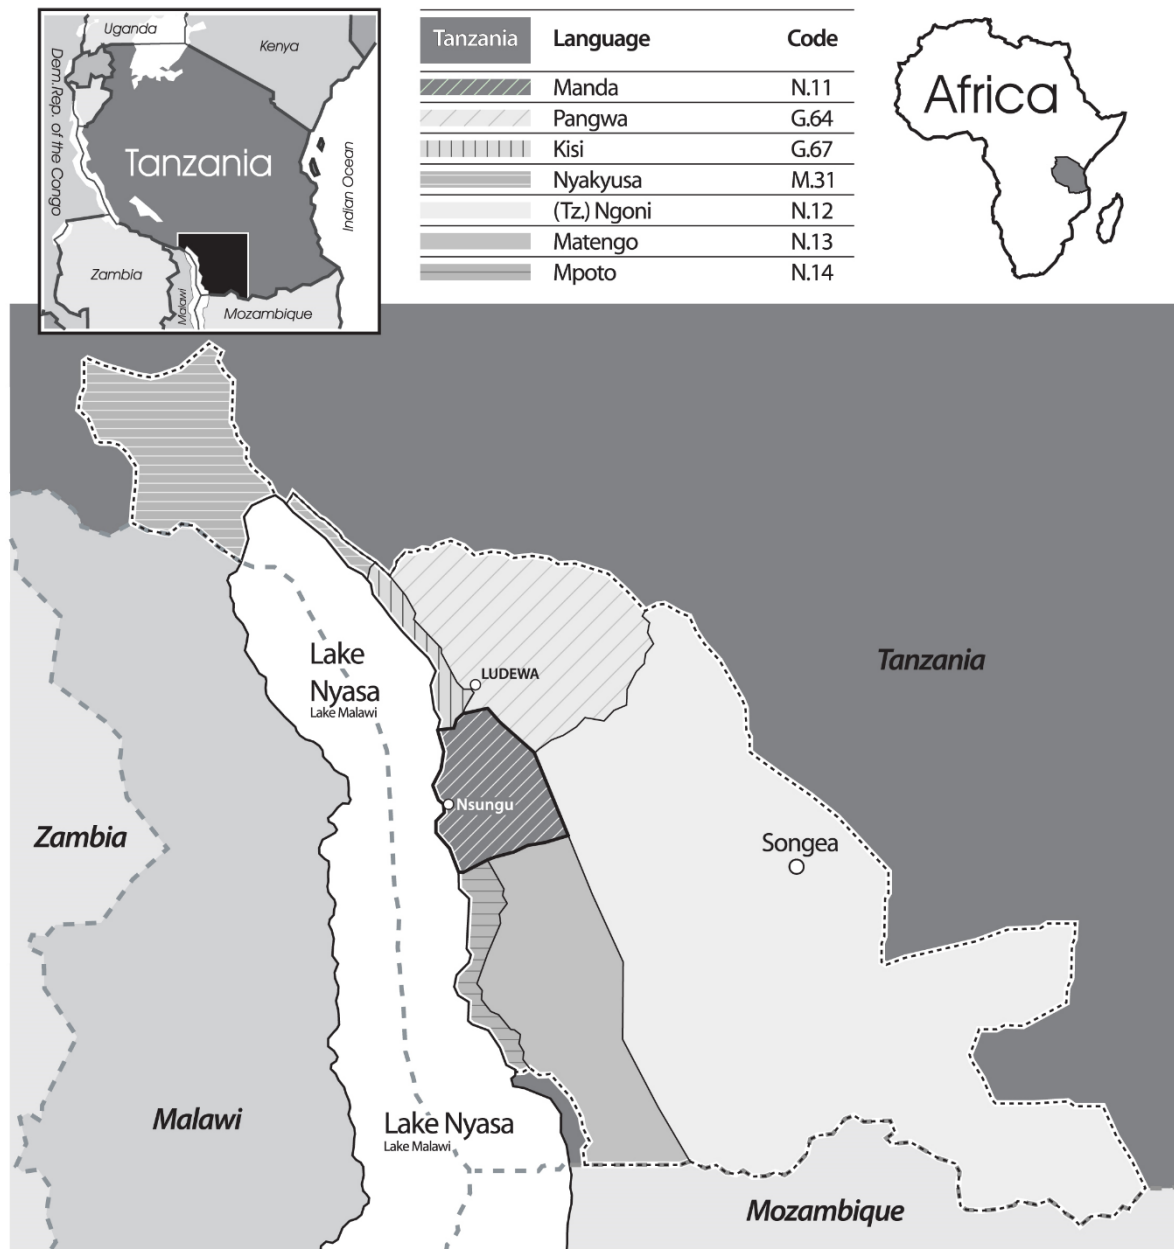 Uganda
Kenya
Dem.Rep. of the Congo
Tanzania
Indian Ocean
Zambia
Malawi
Mozambique
Tanzania Language Code
Manda N.11
Pangwa G.64
Kisi G.67
Nyakyusa M.31
(Tz.) Ngoni N.12
Matengo N.13
Mpoto N.14
Africa
Lake
Nyasa
Lake Malawi
LUDEWA
Tanzania
Nsungu
Zambia
Songea
Malawi
Lake Nyasa
Lake Malawi
Mozambique